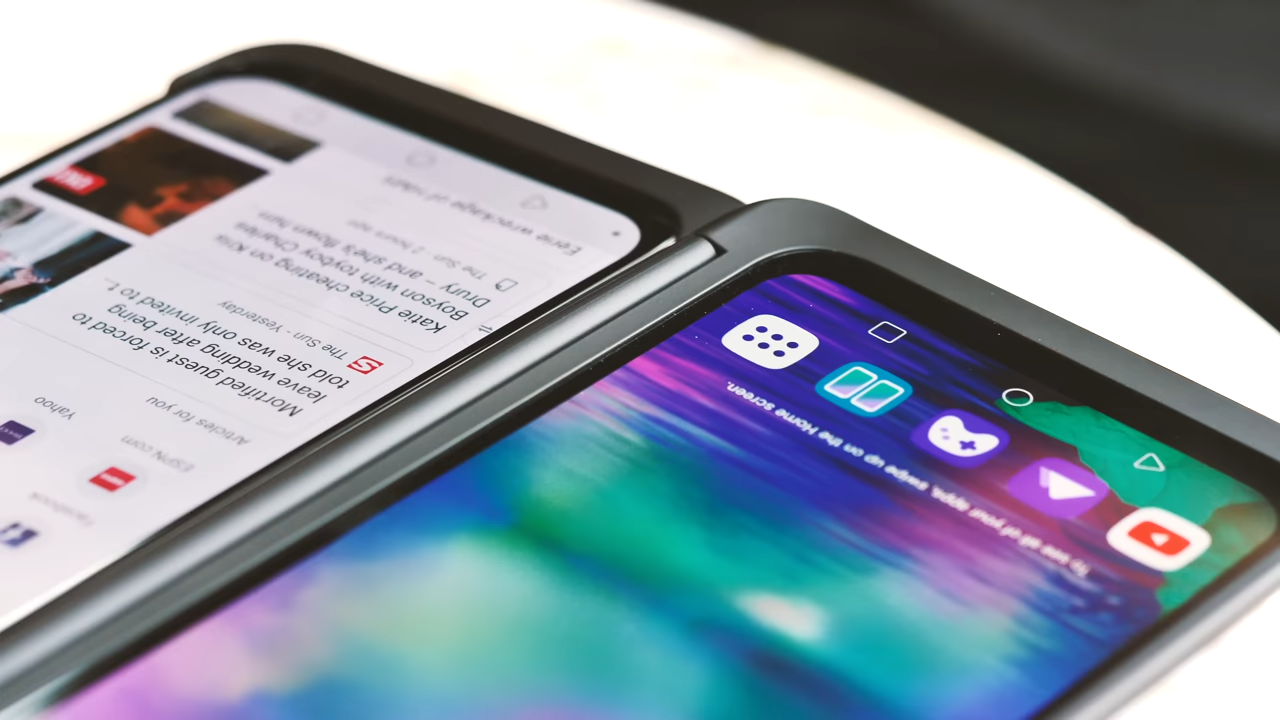 Facebook
ESPN.com
Yahoo
Articles for you
Mortified guest is forced to
leave wedding after being
told she was only invited to t...
The Sun - Yesterday
Katie Price cheating on Kris
Boyson with toyboy Charles
Drury – and she's flown him
The Sun - 2 hours ago
Eerie wreckage of
To see all of your apps, swipe up on the Home screen.